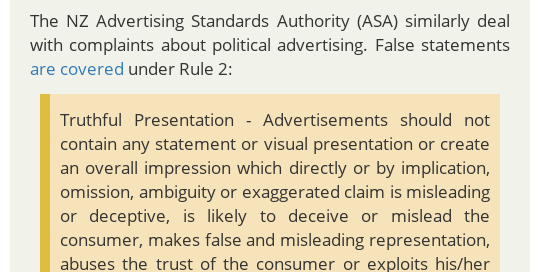 The NZ Advertising Standards Authority (ASA) similarly deal
with complaints about political advertising. False statements
are covered under Rule 2:
Truthful Presentation - Advertisements should not
contain any statement or visual presentation or create
an overall impression which directly or by implication,
omission, ambiguity or exaggerated claim is misleading
or deceptive, is likely to deceive or mislead the
consumer, makes false and misleading representation,
abuses the trust of the consumer or exploits his/her